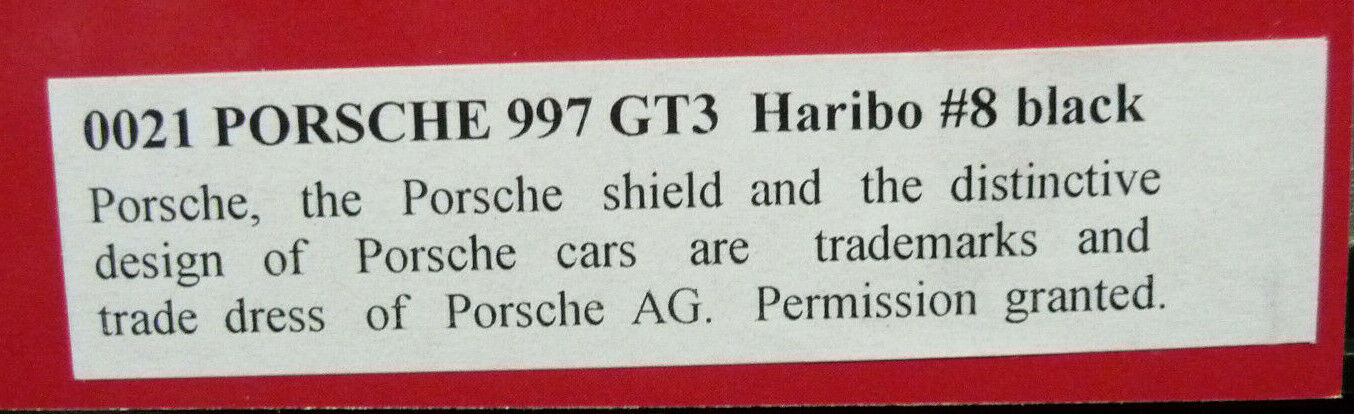 0021 PORSCHE 997 GT3 Haribo #8 black
Porsche, the Porsche shield and the distinctive
design of Porsche cars are trademarks and
trade dress of Porsche AG. Permission granted.